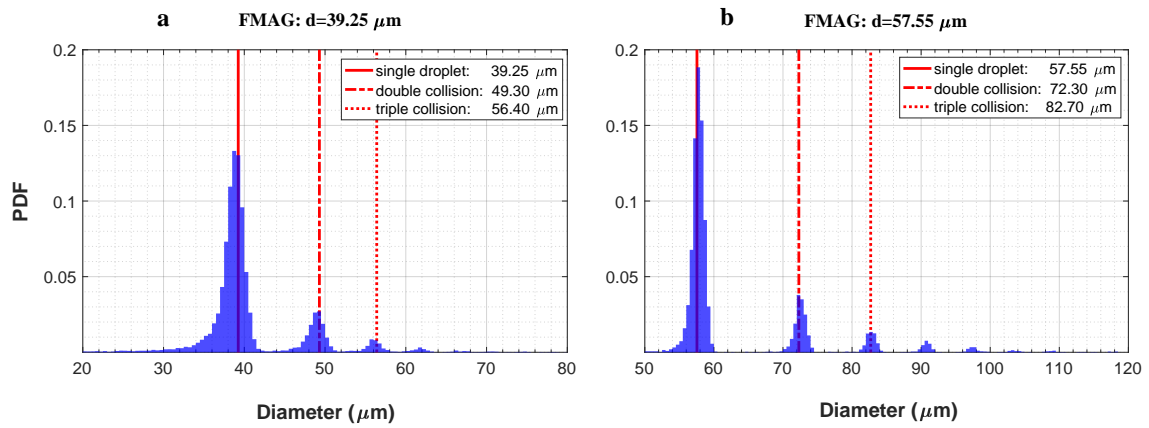 a
FMAG: d=39.25 μm
PDF
0.2
0.15
0.1
0.05
single droplet: 39.25 μm
double collision: 49.30 μm
triple collision: 56.40 μm
20 30 40 50 60 70 80
Diameter (μm)
b
FMAG: d=57.55 μm
0.2
0.15
0.1
0.05
single droplet: 57.55 μm
double collision: 72.30 μm
triple collision: 82.70 μm
50 60 70 80 90 100 110 120
Diameter (μm)